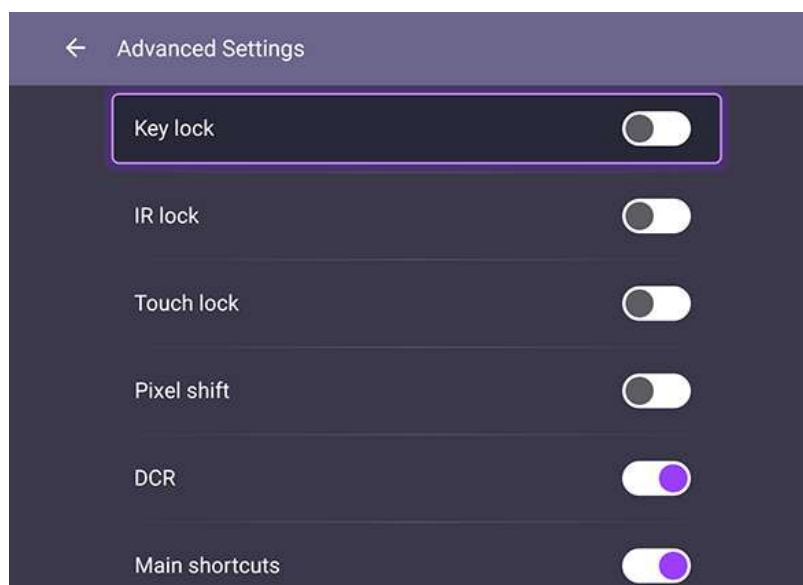 Advanced Settings
Key lock
IR lock
Touch lock
Pixel shift
DCR
Main shortcuts